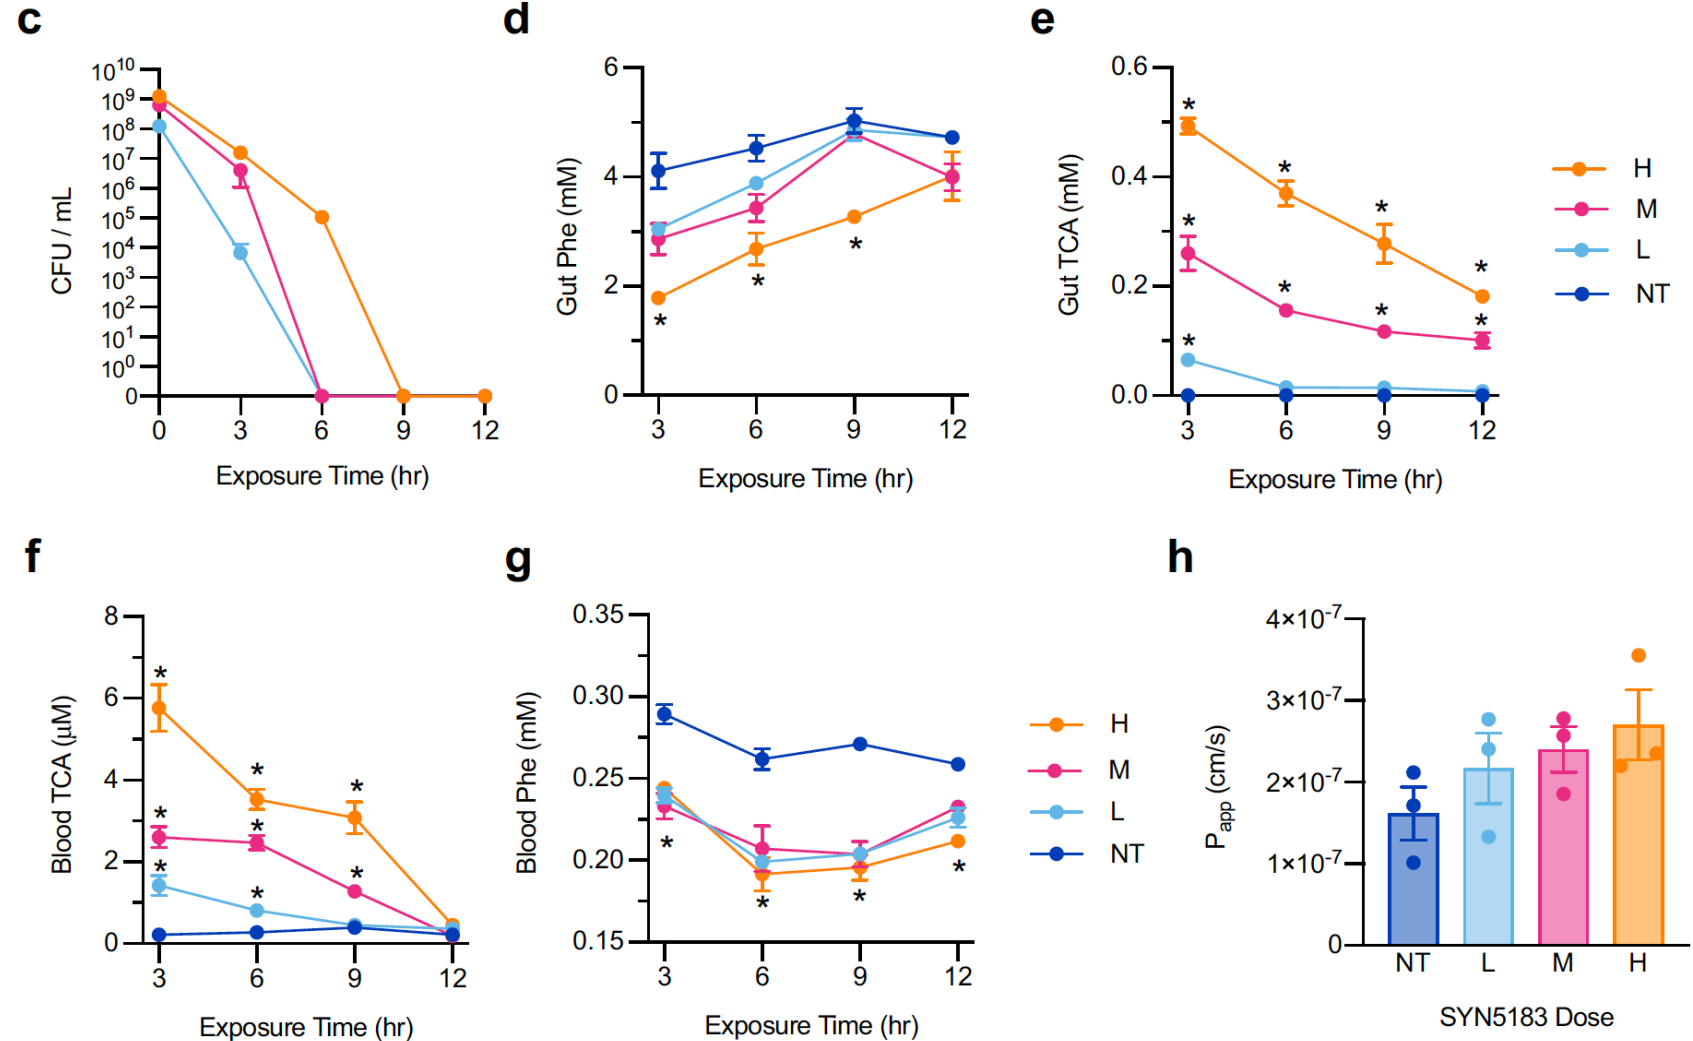 c
d
e
10^10
10^9
10^8
10^7
10^6
10^5
10^4
10^3
10^2
10^1
10^0
0
CFU / mL
0 3 6 9 12
Exposure Time (hr)
6
4
2
0
Gut Phe (mM)
* * *
3 6 9 12
Exposure Time (hr)
0.6
0.4
0.2
0.0
Gut TCA (mM)
* * * *
* * * *
*
3 6 9 12
Exposure Time (hr)
H
M
L
NT
f
g
h
8
6
4
2
0
Blood TCA (µM)
* * *
* * *
* *
3 6 9 12
Exposure Time (hr)
0.35
0.30
0.25
0.20
0.15
Blood Phe (mM)
* * * *
3 6 9 12
Exposure Time (hr)
H
M
L
NT
4×10^-7
3×10^-7
2×10^-7
1×10^-7
0
Papp (cm/s)
NT L M H
SYN5183 Dose